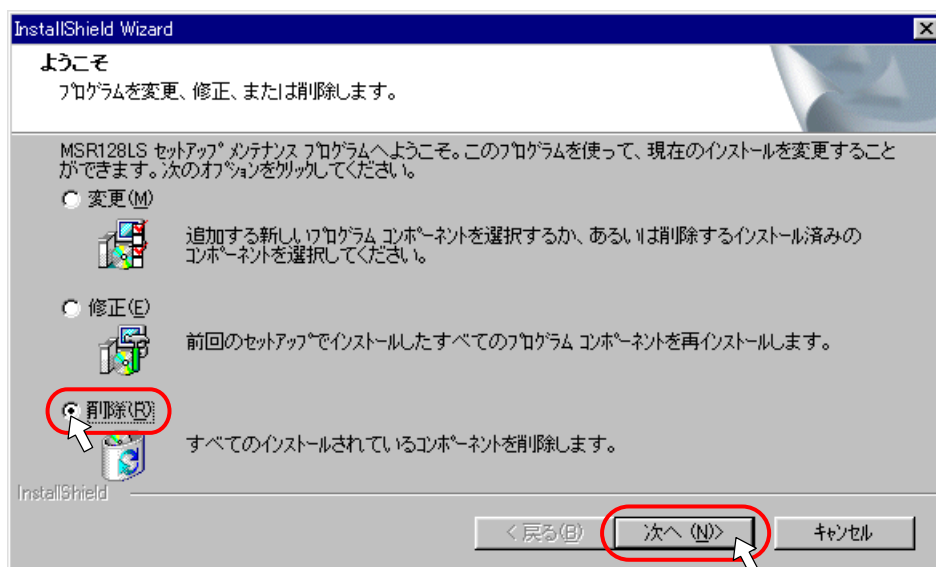 InstallShield Wizard
ようこそ
プログラムを変更、修正、または削除します。
MSR128LS セットアップ メンテナンス プログラムへようこそ。このプログラムを使って、現在のインストールを変更すること
ができます。次のオプションをクリックしてください。
変更(M)
追加する新しいプログラム コンポーネントを選択するか、あるいは削除するインストール済みの
コンポーネントを選択してください。
修正(E)
前回のセットアップでインストールしたすべてのプログラム コンポーネントを再インストールします。
削除(R)
すべてのインストールされているコンポーネントを削除します。
InstallShield
< 戻る(B) 次へ (N)> キャンセル